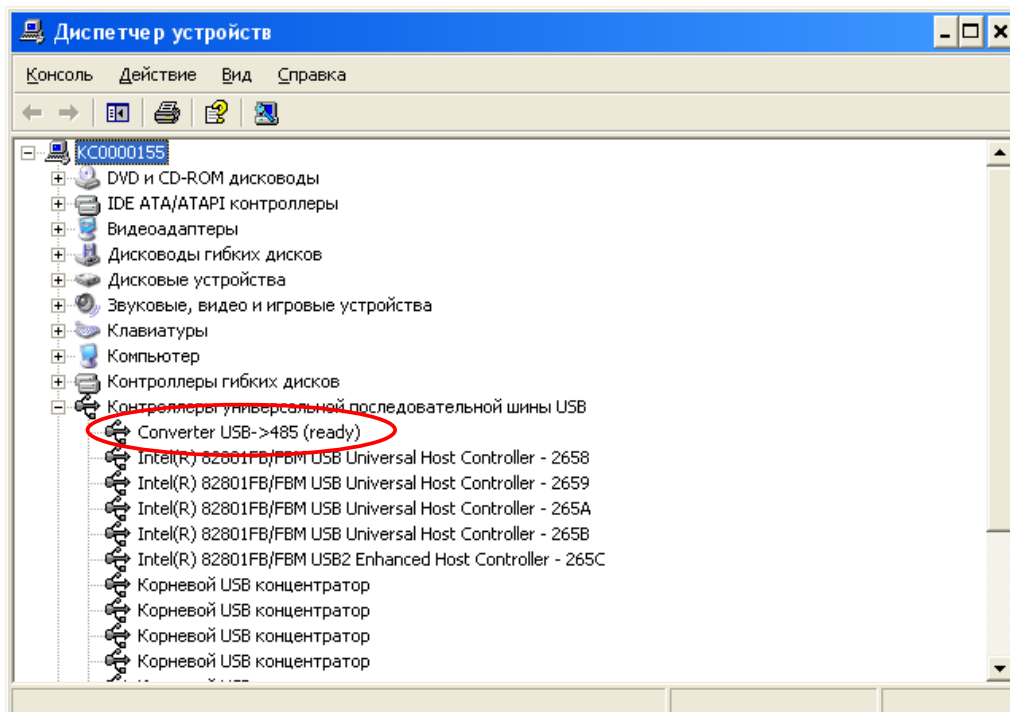 Диспетчер устройств
Консоль Действие Вид Справка
KC0000155
DVD и CD-ROM дисководы
IDE ATA/ATAPI контроллеры
Видеоадаптеры
Дисководы гибких дисков
Дисковые устройства
Звуковые, видео и игровые устройства
Клавиатуры
Компьютер
Контроллеры гибких дисков
Контроллеры универсальной последовательной шины USB
Converter USB->485 (ready)
Intel(R) 82801FB/FBM USB Universal Host Controller - 2658
Intel(R) 82801FB/FBM USB Universal Host Controller - 2659
Intel(R) 82801FB/FBM USB Universal Host Controller - 265A
Intel(R) 82801FB/FBM USB Universal Host Controller - 265B
Intel(R) 82801FB/FBM USB2 Enhanced Host Controller - 265C
Корневой USB концентратор
Корневой USB концентратор
Корневой USB концентратор
Корневой USB концентратор